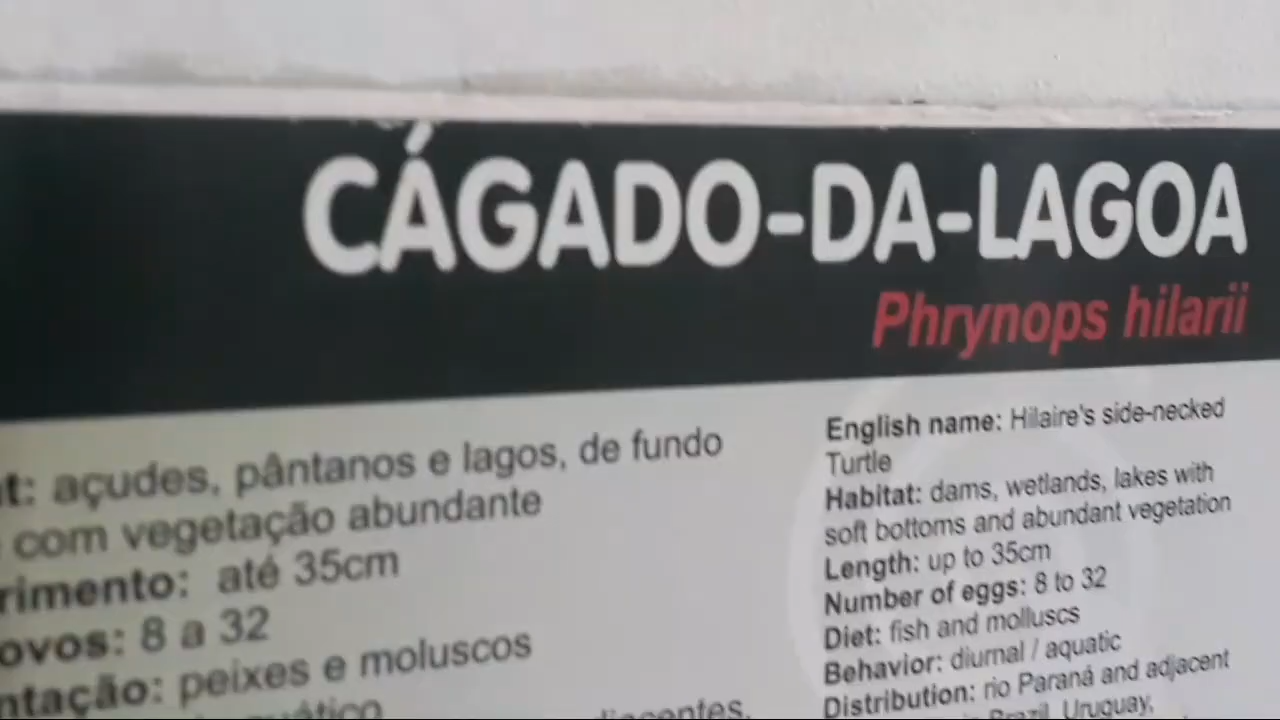 CÁGADO-DA-LAGOA
Phrynops hilarii
t: açudes, pântanos e lagos, de fundo
com vegetação abundante
rimento: até 35cm
ovos: 8 a 32
ntação: peixes e moluscos
English name: Hilaire's side-necked
Turtle
Habitat: dams, wetlands, lakes with
soft bottoms and abundant vegetation
Length: up to 35cm
Number of eggs: 8 to 32
Diet: fish and molluscs
Behavior: diurnal / aquatic
Distribution: rio Paraná and adjacent
Brazil, Uruguay,